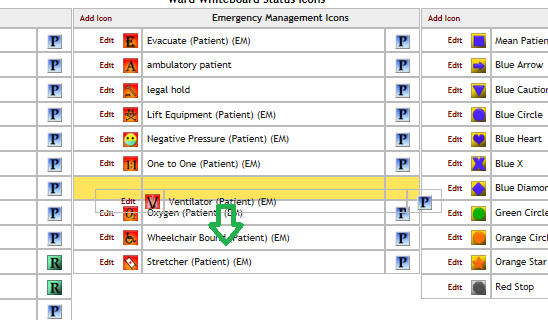 Ward Whiteboard Status Icons
Add Icon Emergency Management Icons Add Icon
P Edit E Evacuate (Patient) (EM) P Edit Mean Patien
P Edit A ambulatory patient P Edit Blue Arrow
P Edit legal hold P Edit Blue Cautio
P Edit Lift Equipment (Patient) (EM) P Edit Blue Circle
P Edit Negative Pressure (Patient) (EM) P Edit Blue Heart
P Edit 1:1 One to One (Patient) (EM) P Edit Blue X
P Edit Blue Diamon
Edit V Ventilator (Patient) (EM) P
P Edit O₂ Oxygen (Patient) (EM) P Edit Green Circle
P Edit Wheelchair Bound (Patient) (EM) P Edit Orange Circl
R Edit Stretcher (Patient) (EM) P Edit Orange Star
R Edit Red Stop
P